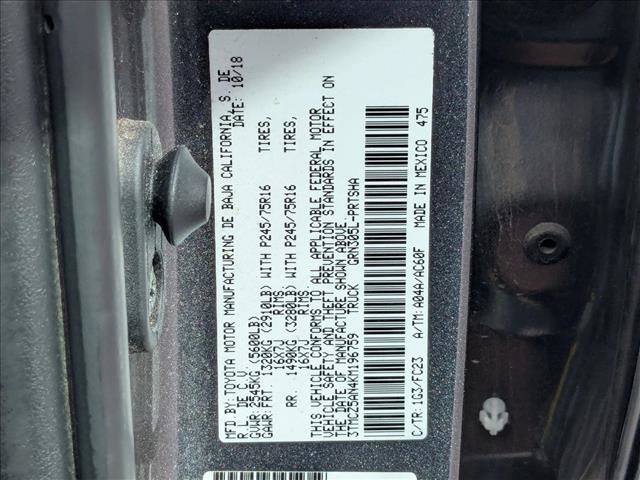 MFD.BY:TOYOTA MOTOR MANUFACTURING DE BAJA CALIFORNIA, S. DE
R. L. DE C.V. DATE: 10/18
GVWR:2545KG (5600LB)
GAWR:FRT. 1320KG (2910LB) WITH P245/75R16 TIRES,
16X7J RIMS,
RR. 1490KG (3280LB) WITH P245/75R16 TIRES,
16X7J RIMS.
THIS VEHICLE CONFORMS TO ALL APPLICABLE FEDERAL MOTOR
VEHICLE SAFETY AND THEFT PREVENTION STANDARDS IN EFFECT ON
THE DATE OF MANUFACTURE SHOWN ABOVE.
3TMCZ5AN4KM196759 TRUCK GRN305L-PRTSHA
C/TR:1G3/FC23 A/TM:A04A/AC60F MADE IN MEXICO 475